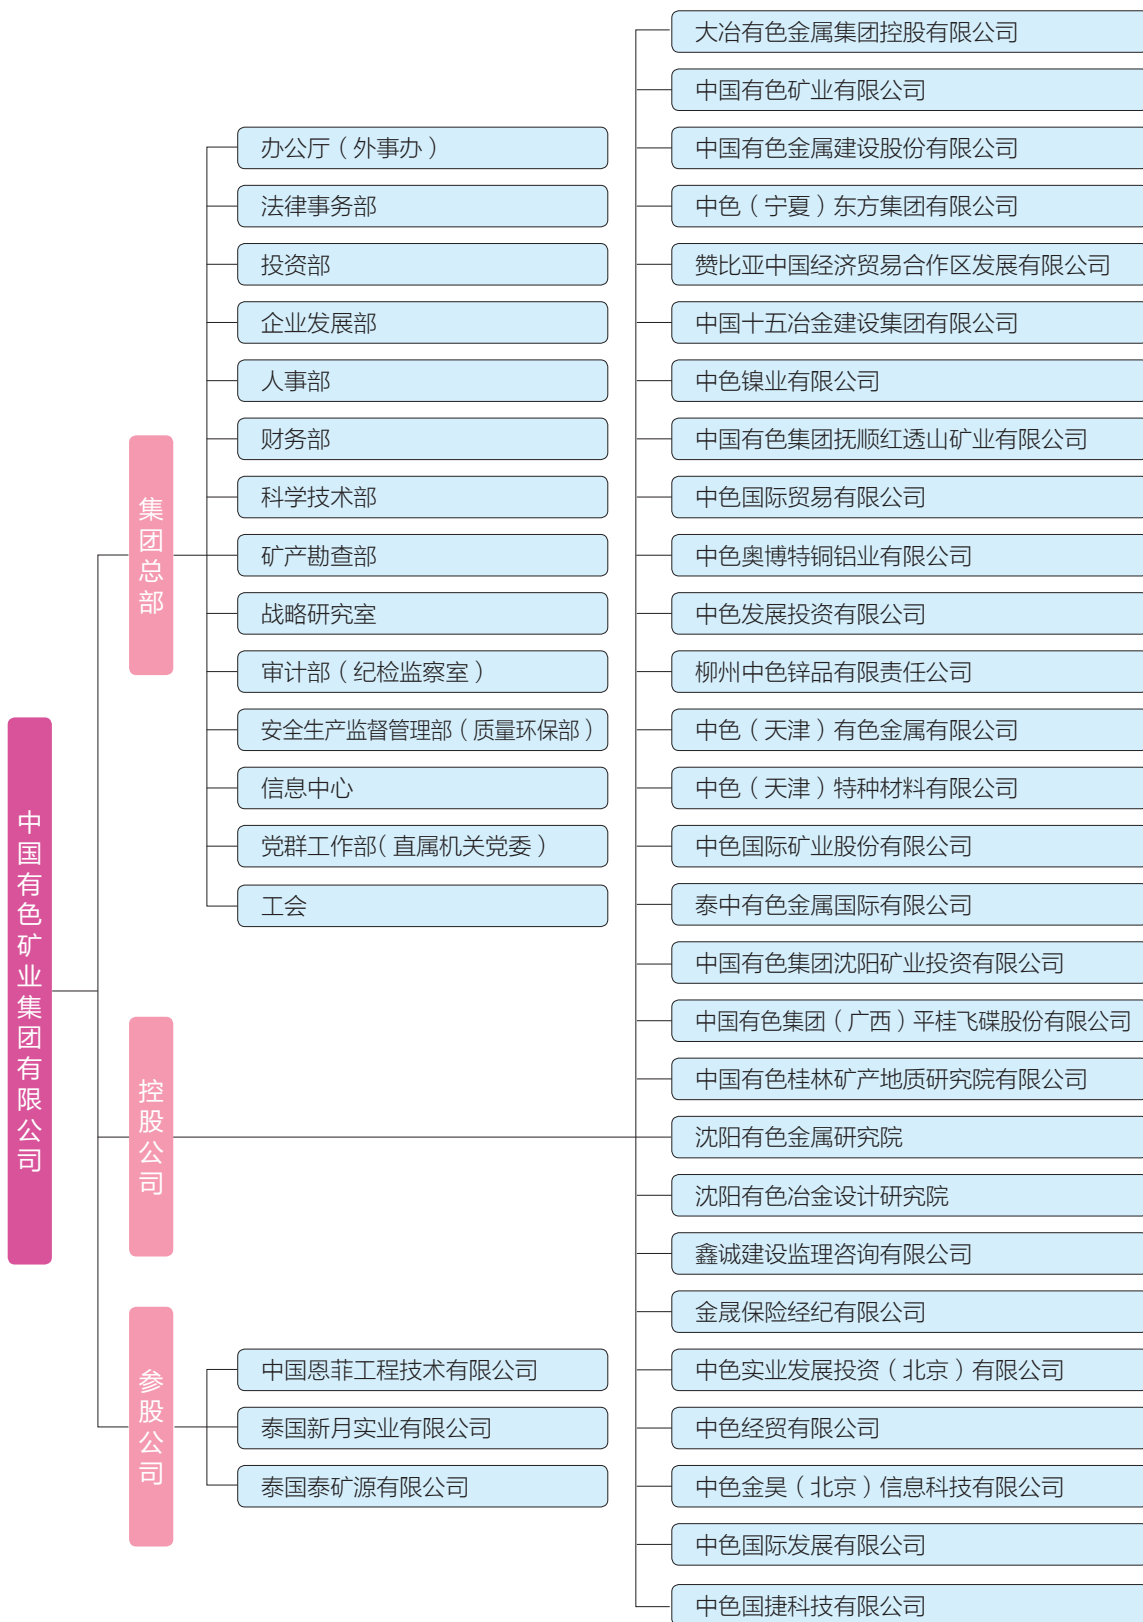 中国有色矿业集团有限公司
集团总部
办公厅（外事办）
法律事务部
投资部
企业发展部
人事部
财务部
科学技术部
矿产勘查部
战略研究室
审计部（纪检监察室）
安全生产监督管理部（质量环保部）
信息中心
党群工作部（直属机关党委）
工会
控股公司
大冶有色金属集团控股有限公司
中国有色矿业有限公司
中国有色金属建设股份有限公司
中色（宁夏）东方集团有限公司
赞比亚中国经济贸易合作区发展有限公司
中国十五冶金建设集团有限公司
中色镍业有限公司
中国有色集团抚顺红透山矿业有限公司
中色国际贸易有限公司
中色奥博特铜铝业有限公司
中色发展投资有限公司
柳州中色锌品有限责任公司
中色（天津）有色金属有限公司
中色（天津）特种材料有限公司
中色国际矿业股份有限公司
泰中有色金属国际有限公司
中国有色集团沈阳矿业投资有限公司
中国有色集团（广西）平桂飞碟股份有限公司
中国有色桂林矿产地质研究院有限公司
沈阳有色金属研究院
沈阳有色冶金设计研究院
鑫诚建设监理咨询有限公司
金晟保险经纪有限公司
中色实业发展投资（北京）有限公司
中色经贸有限公司
中色金昊（北京）信息科技有限公司
中色国际发展有限公司
中色国捷科技有限公司
参股公司
中国恩菲工程技术有限公司
泰国新月实业有限公司
泰国泰矿源有限公司